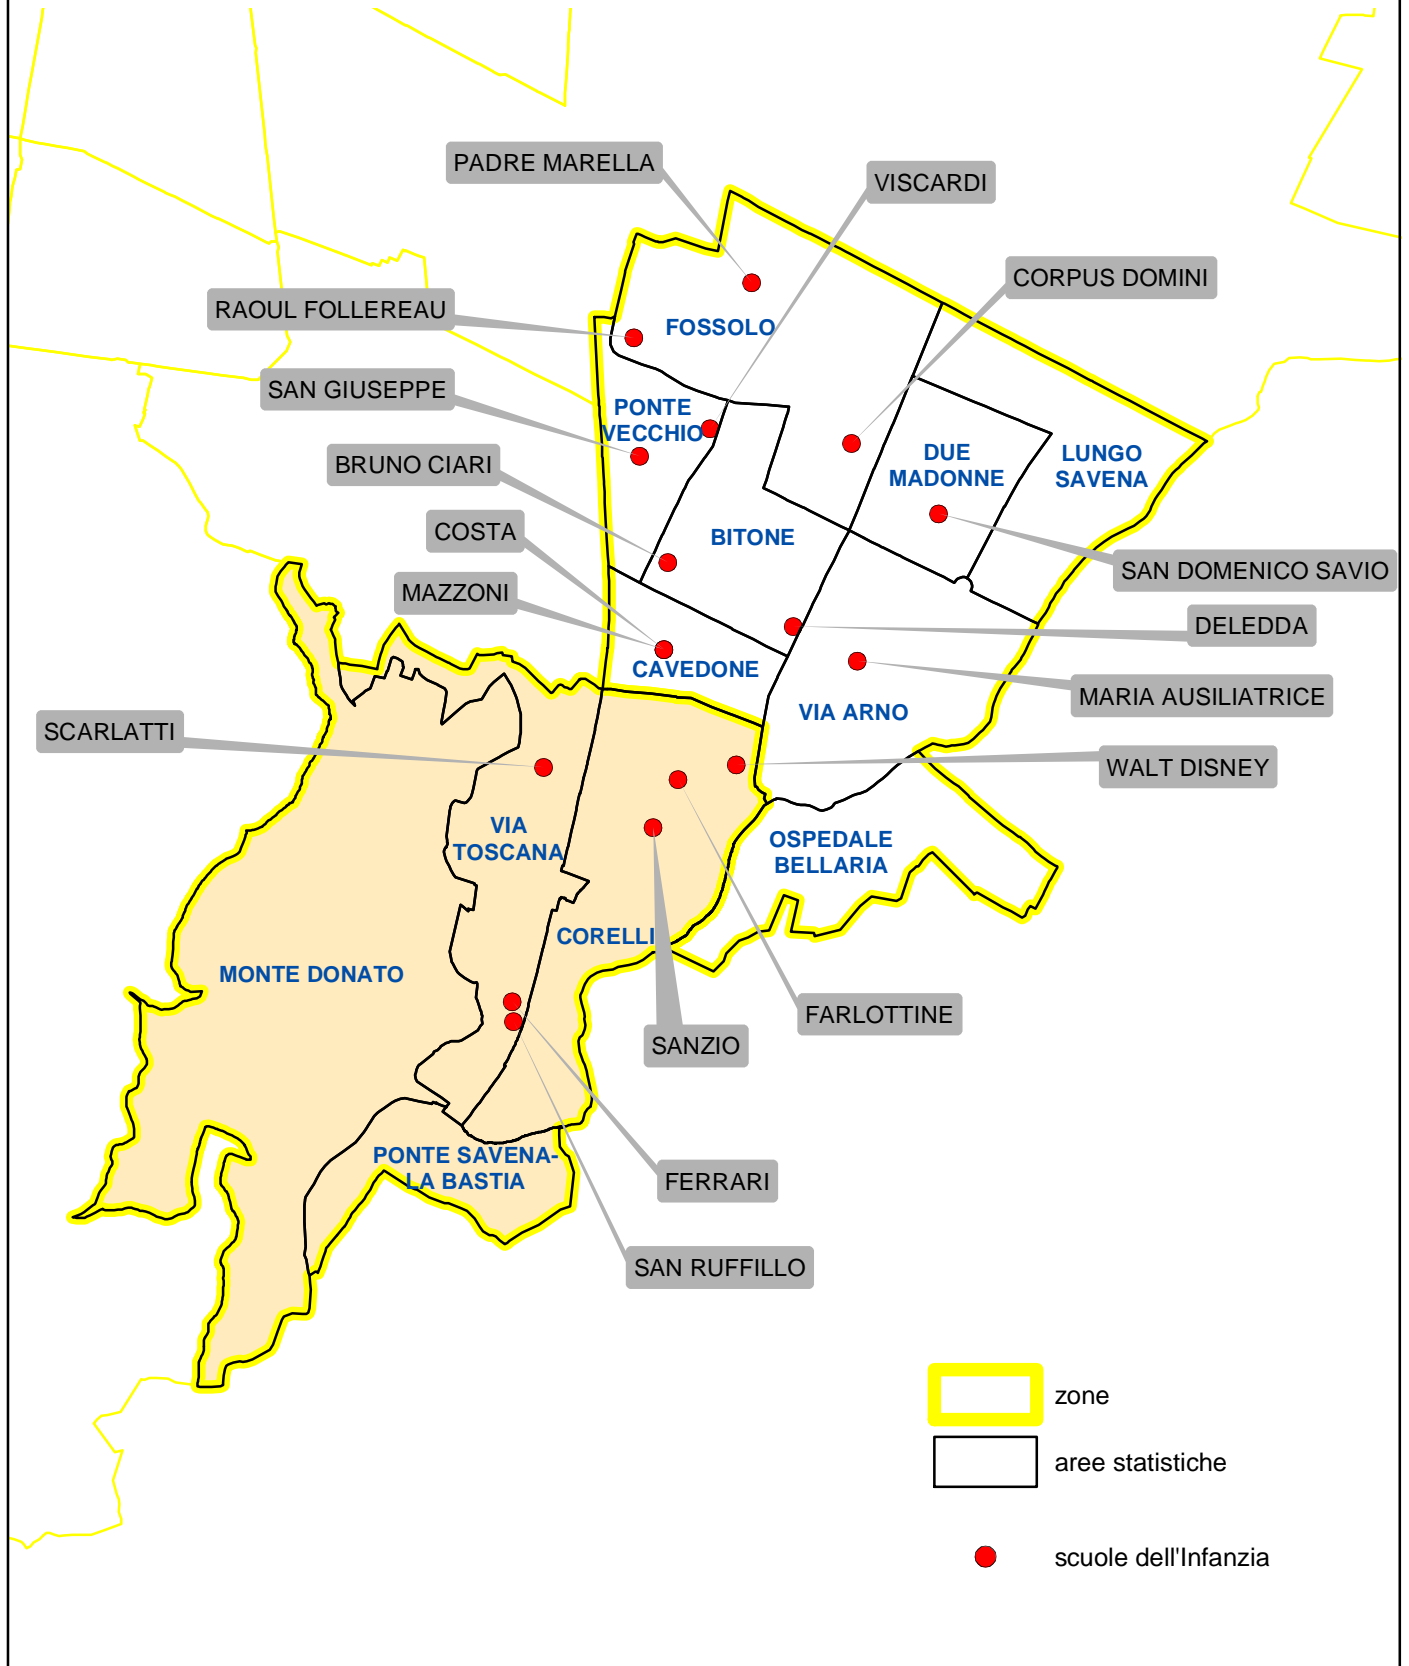 PADRE MARELLA
VISCARDI
CORPUS DOMINI
RAOUL FOLLEREAU
FOSSOLO
SAN GIUSEPPE
PONTE
VECCHIO
BRUNO CIARI
DUE
MADONNE
LUNGO
SAVENA
COSTA
BITONE
SAN DOMENICO SAVIO
MAZZONI
DELEDDA
CAVEDONE
MARIA AUSILIATRICE
VIA ARNO
SCARLATTI
WALT DISNEY
VIA
TOSCANA
OSPEDALE
BELLARIA
CORELLI
MONTE DONATO
FARLOTTINE
SANZIO
PONTE SAVENA-
LA BASTIA
FERRARI
SAN RUFFILLO
zone
aree statistiche
scuole dell'Infanzia